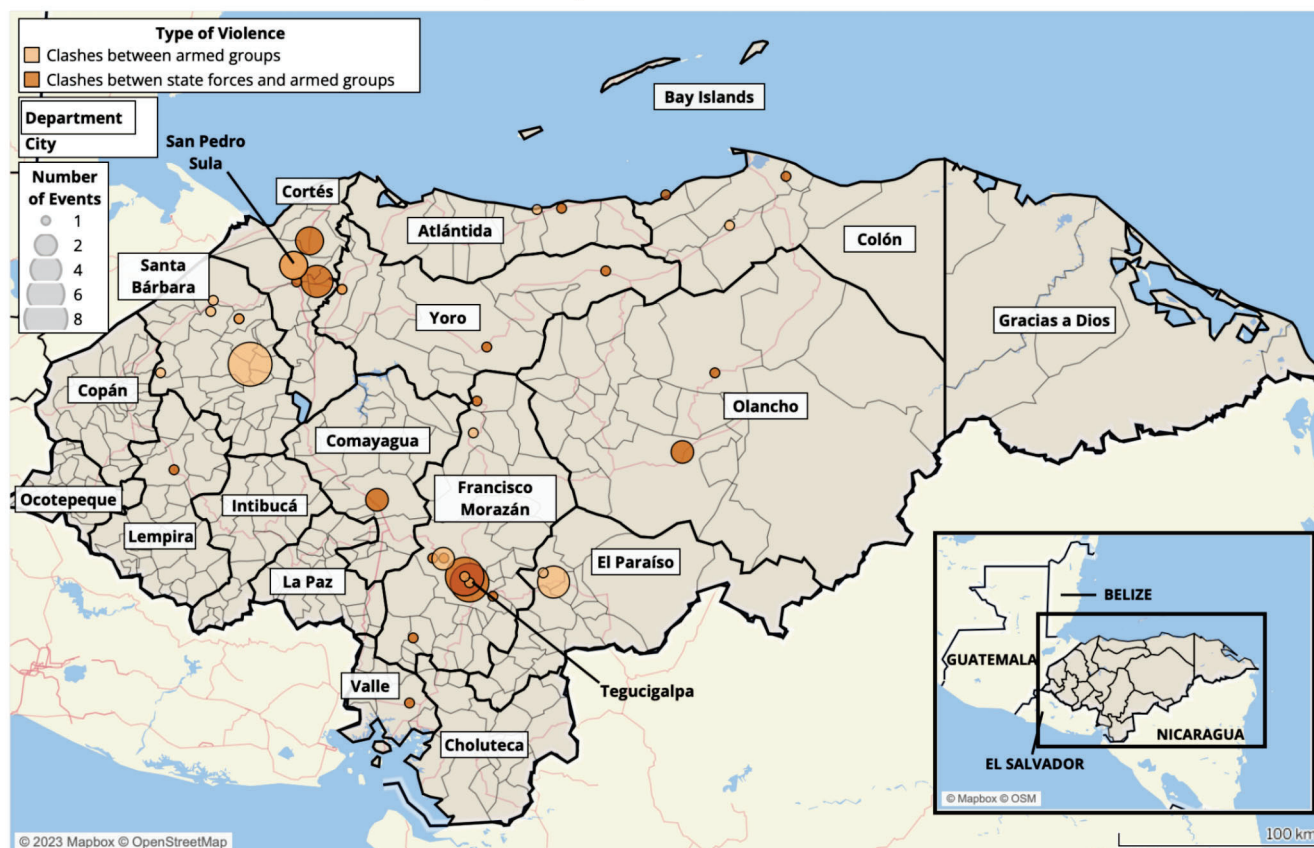 Type of Violence
Clashes between armed groups
Clashes betwen state forces and armed groups
Department
City
Number
of Events
1
2
4
6
8
San Pedro
Sula
Bay Islands
Cortés
Atlántida
Colón
Santa
Bárbara
Yoro
Gracias a Dios
Copán
Olancho
Comayagua
Ocotepeque
Intibucá
Francisco
Morazán
Lempira
La Paz
El Paraíso
Valle
Tegucigalpa
Choluteca
BELIZE
GUATEMALA
NICARAGUA
EL SALVADOR
© Mapbox © OSM
© 2023 Mapbox © OpenStreetMap
100 km